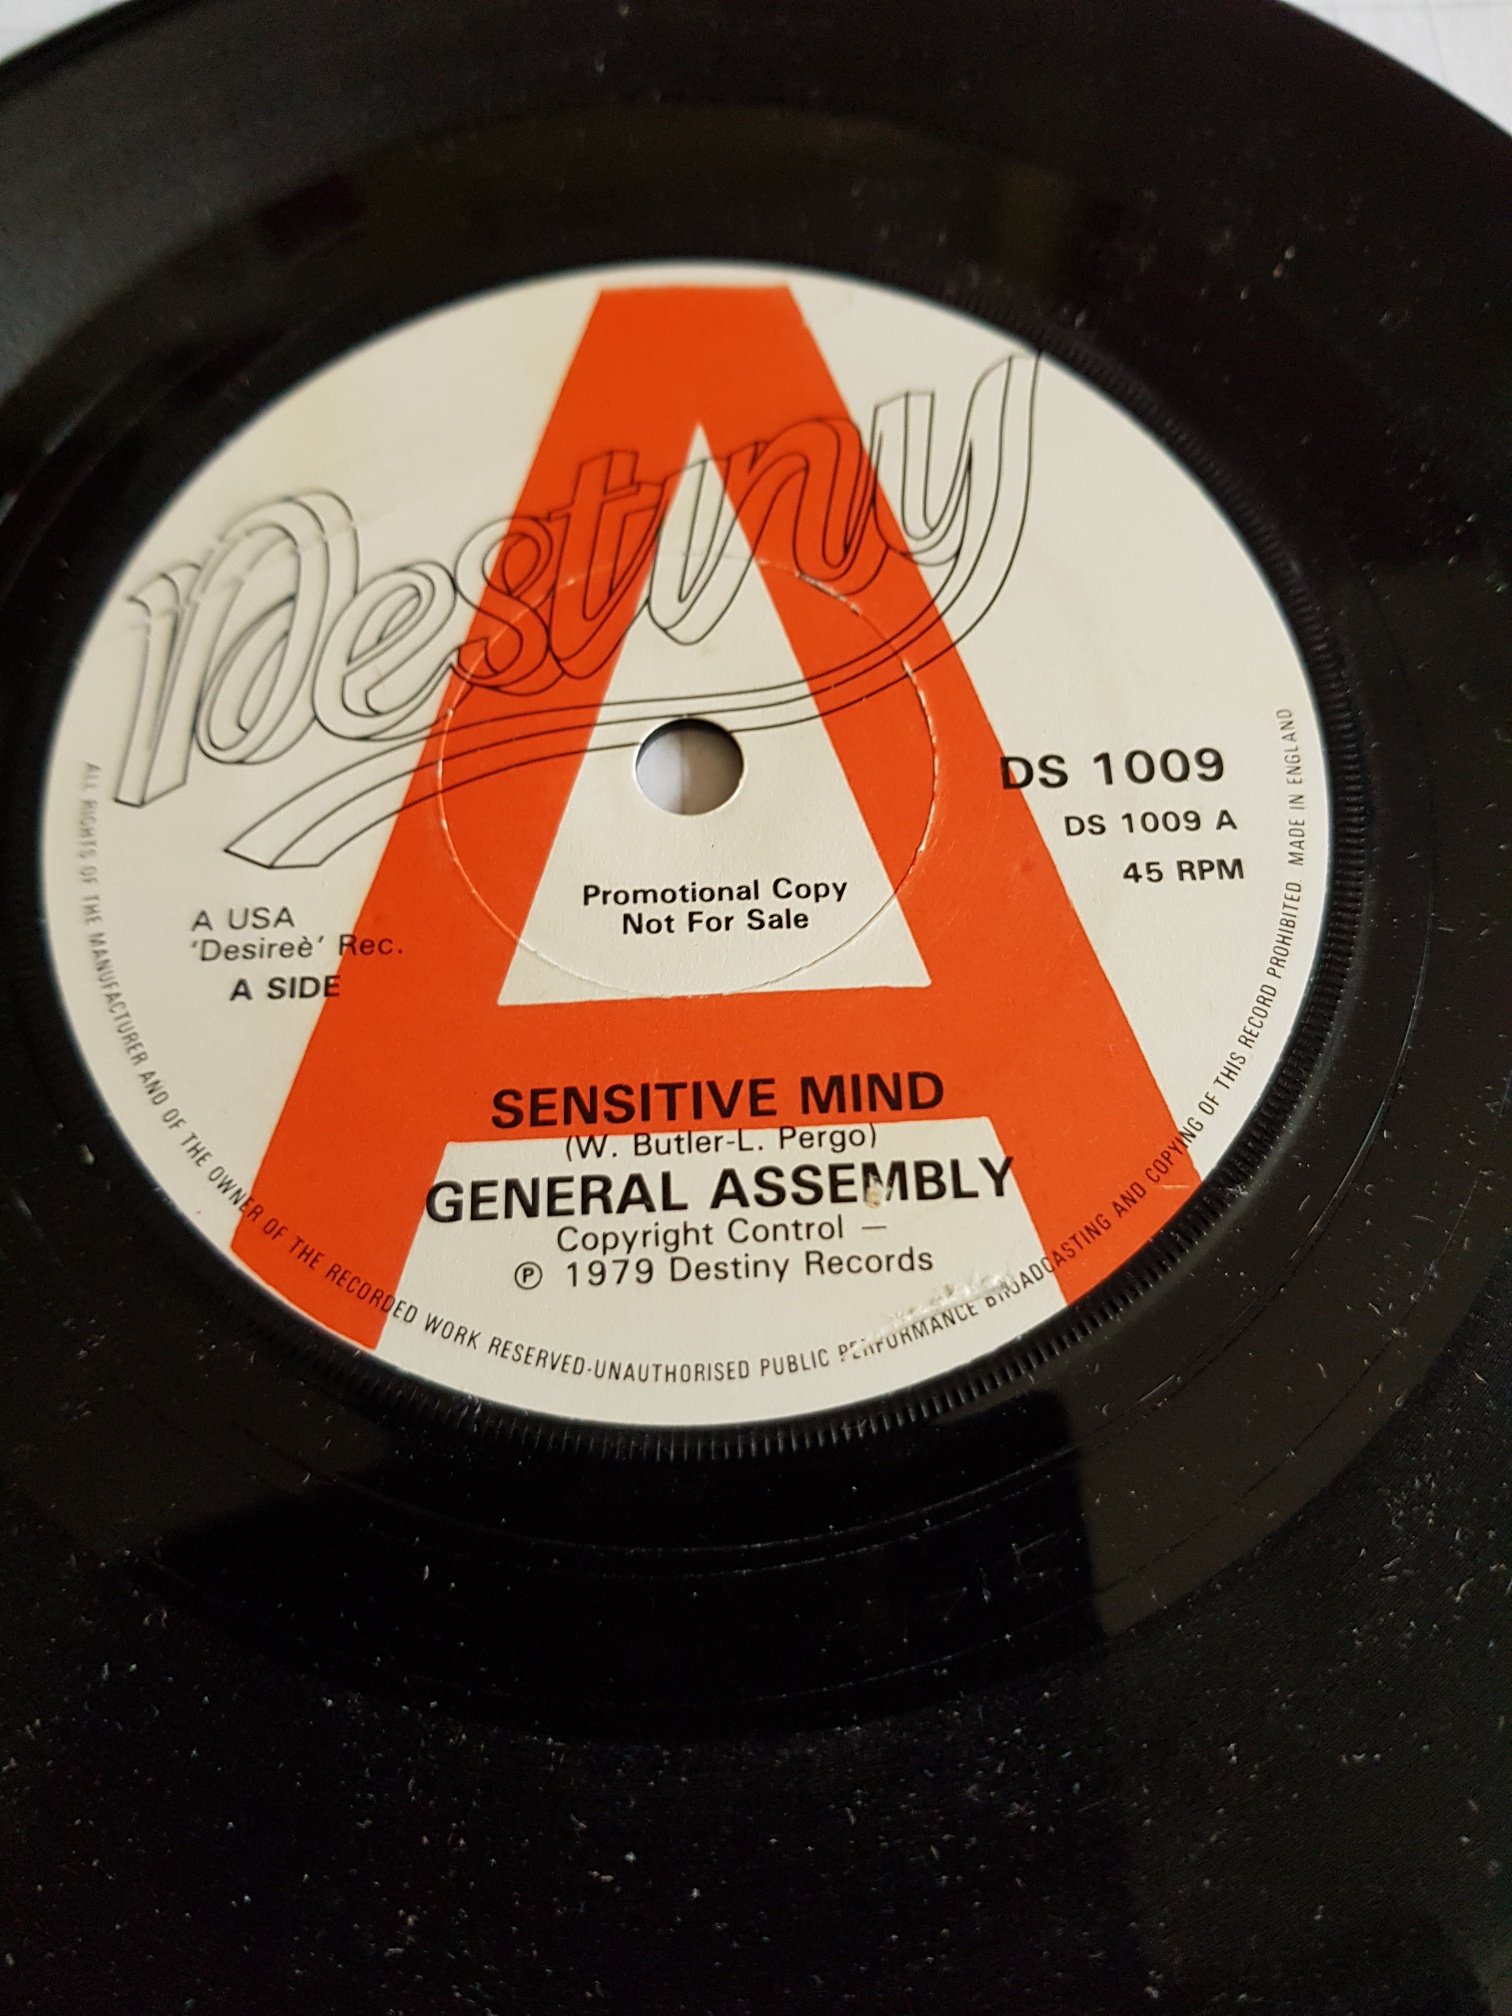 Destiny
DS 1009
DS 1009 A
45 RPM
Promotional Copy
Not For Sale
A USA
'Desireè' Rec.
A SIDE
SENSITIVE MIND
(W. Butler-L. Pergo)
GENERAL ASSEMBLY
Copyright Control —
℗ 1979 Destiny Records
ALL RIGHTS OF THE MANUFACTURER AND OF THE OWNER OF THE RECORDED WORK RESERVED-UNAUTHORISED PUBLIC PERFORMANCE BROADCASTING AND COPYING OF THIS RECORD PROHIBITED. MADE IN ENGLAND
A